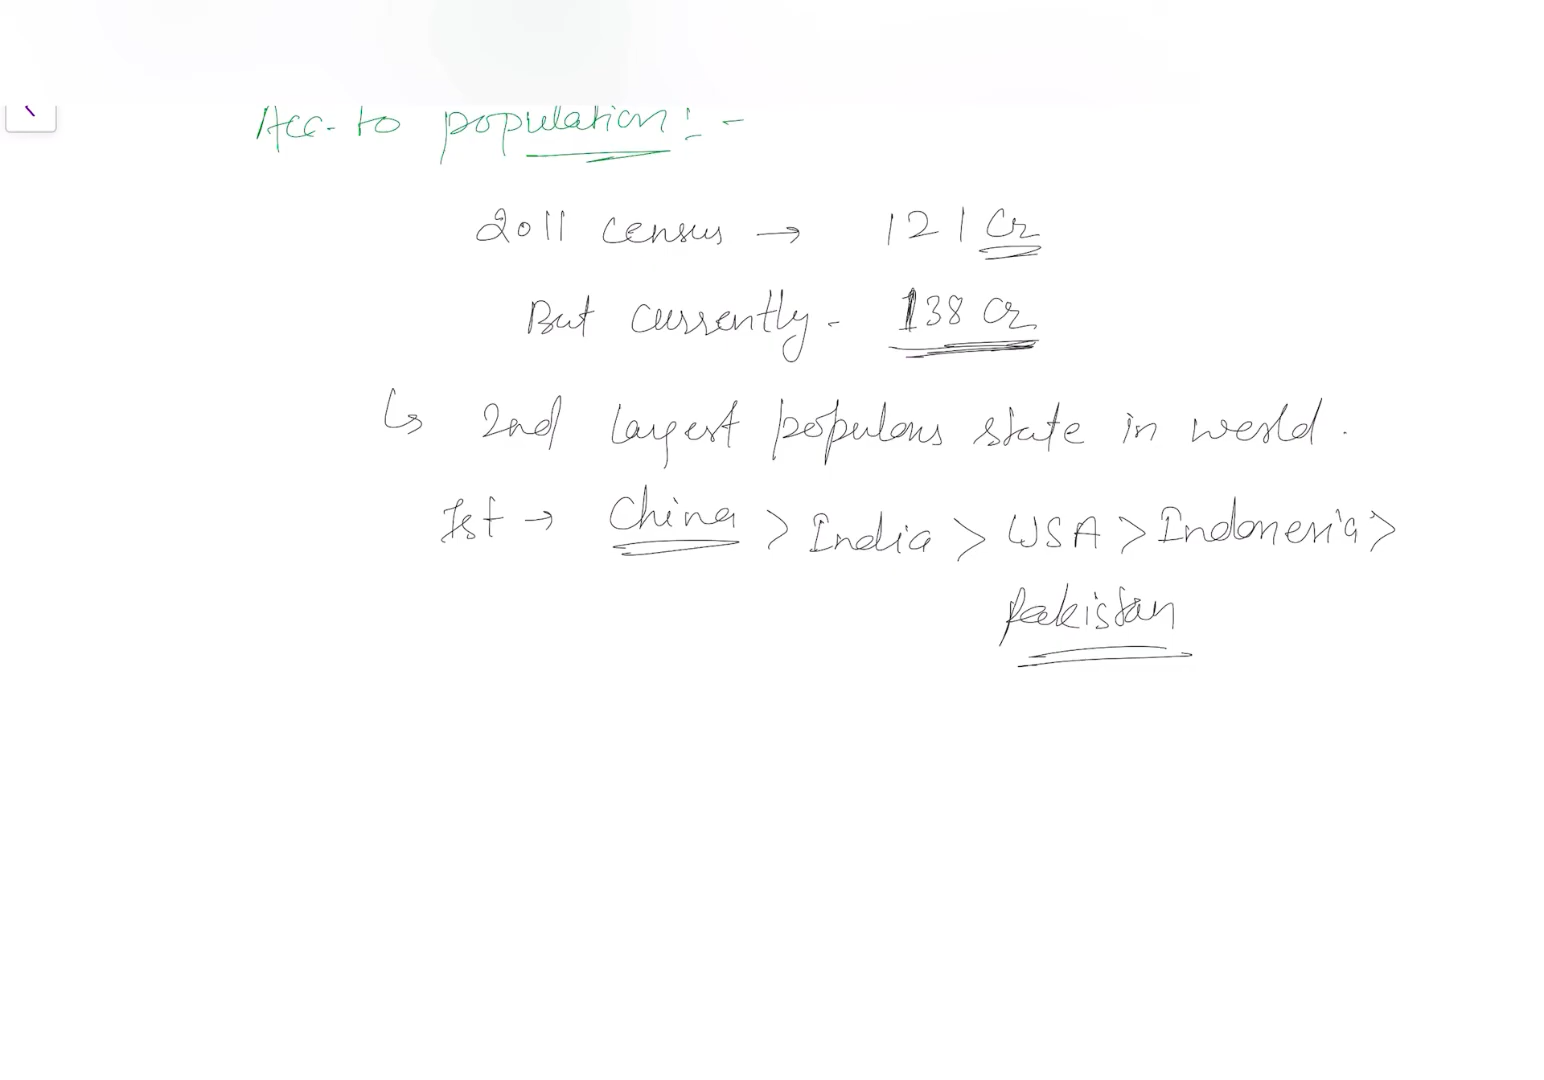 Acc. to population:-
2011 census → 121 Cr
But currently - 138 Cr
↳ 2nd largest populous state in world.
Ist → China > India > USA > Indonesia >
Pakistan